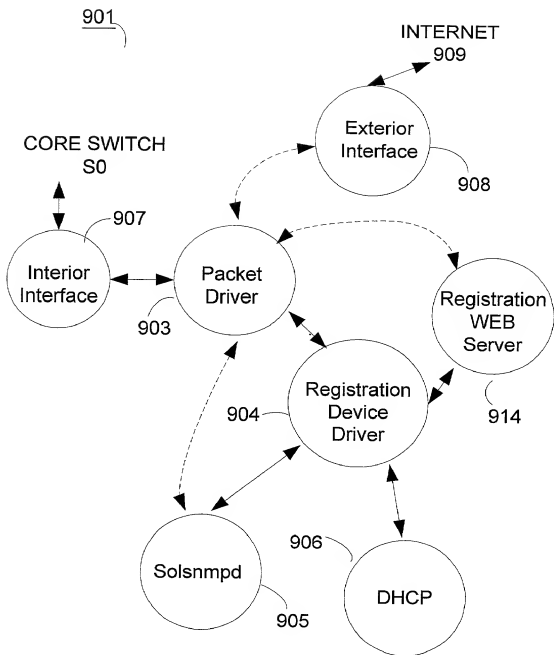 901
INTERNET
909
Exterior
Interface
908
CORE SWITCH
S0
907
Interior
Interface
Packet
Driver
903
Registration
WEB
Server
914
Registration
Device
Driver
904
Solsnmpd
905
906
DHCP